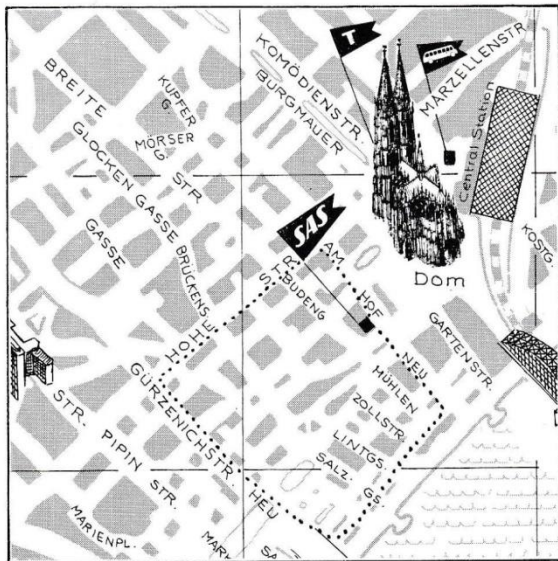 T
KOMÖDIENSTR.
BURGMAUER
MARZELLENSTR
BREITE
STR
KUPFER
G.
MÖRSER
G.
GLOCKEN GASSE
GASSE
BRÜCKENS
Central Station
KOSTG.
SAS
Dom
AM HOF
HOHE STR
BUDENG
NEU
GARTENSTR.
MÜHLEN
ZOLLSTR.
LINTGS.
SALZ. GS.
GÜRZENICHSTR.
HEU
STR.
PIPIN STR.
MARIENPL.